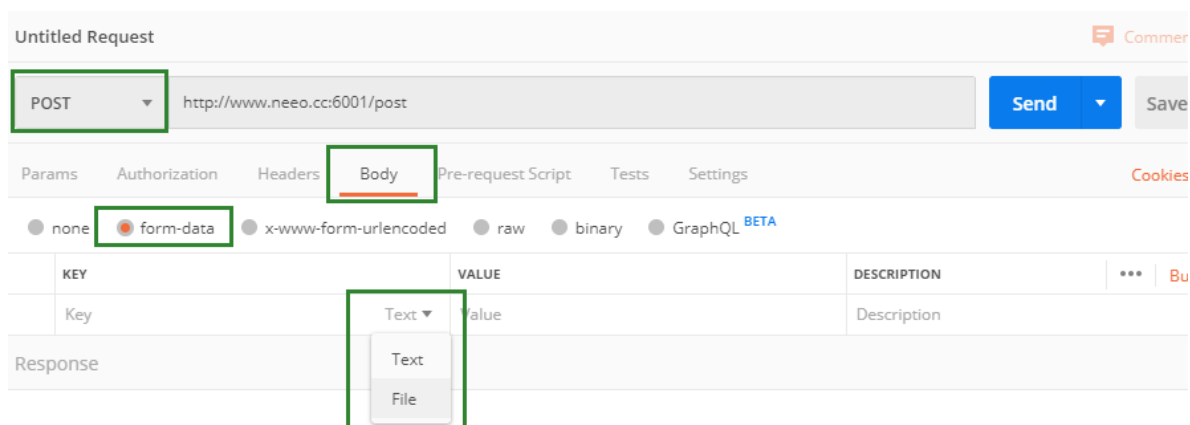 Untitled Request Commen
POST http://www.neeo.cc:6001/post Send Save
Params Authorization Headers Body Pre-request Script Tests Settings Cookies
none form-data x-www-form-urlencoded raw binary GraphQL BETA
KEY VALUE DESCRIPTION ••• Bu
Key Text Value Description
Response Text
File